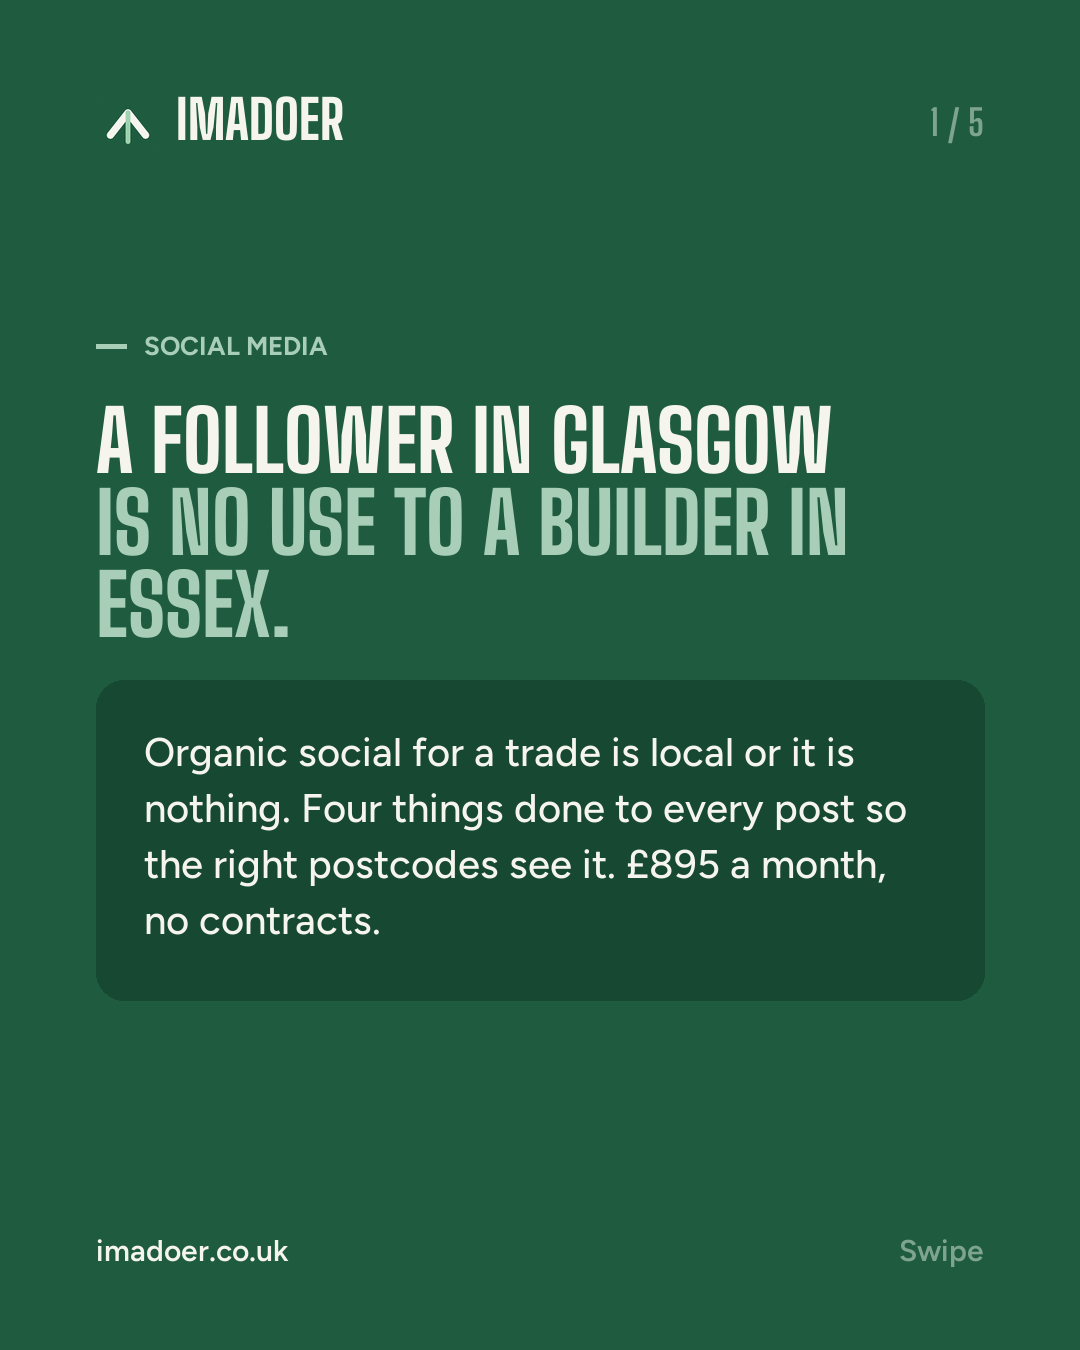 IMADOER
1 / 5
SOCIAL MEDIA
A FOLLOWER IN GLASGOW
IS NO USE TO A BUILDER IN
ESSEX.
Organic social for a trade is local or it is
nothing. Four things done to every post so
the right postcodes see it. £895 a month,
no contracts.
imadoer.co.uk
Swipe